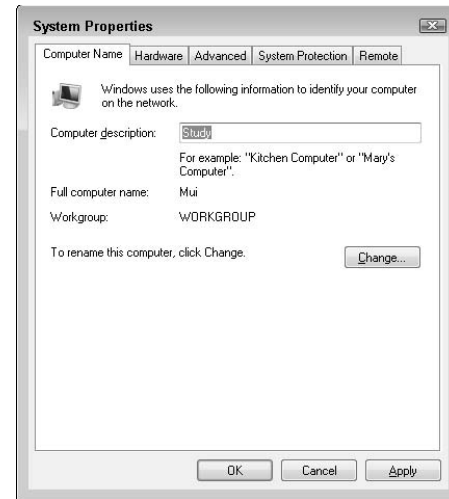 System Properties
Computer Name Hardware Advanced System Protection Remote
Windows uses the following information to identify your computer
on the network.
Computer description: Study
For example: "Kitchen Computer" or "Mary's
Computer".
Full computer name: Mui
Workgroup: WORKGROUP
To rename this computer, click Change. Change...
OK Cancel Apply